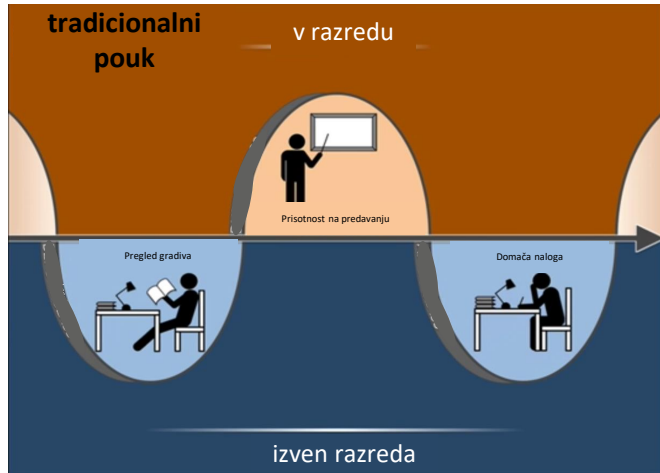 tradicionalni
pouk
v razredu
Prisotnost na predavanju
Pregled gradiva
Domača naloga
izven razreda